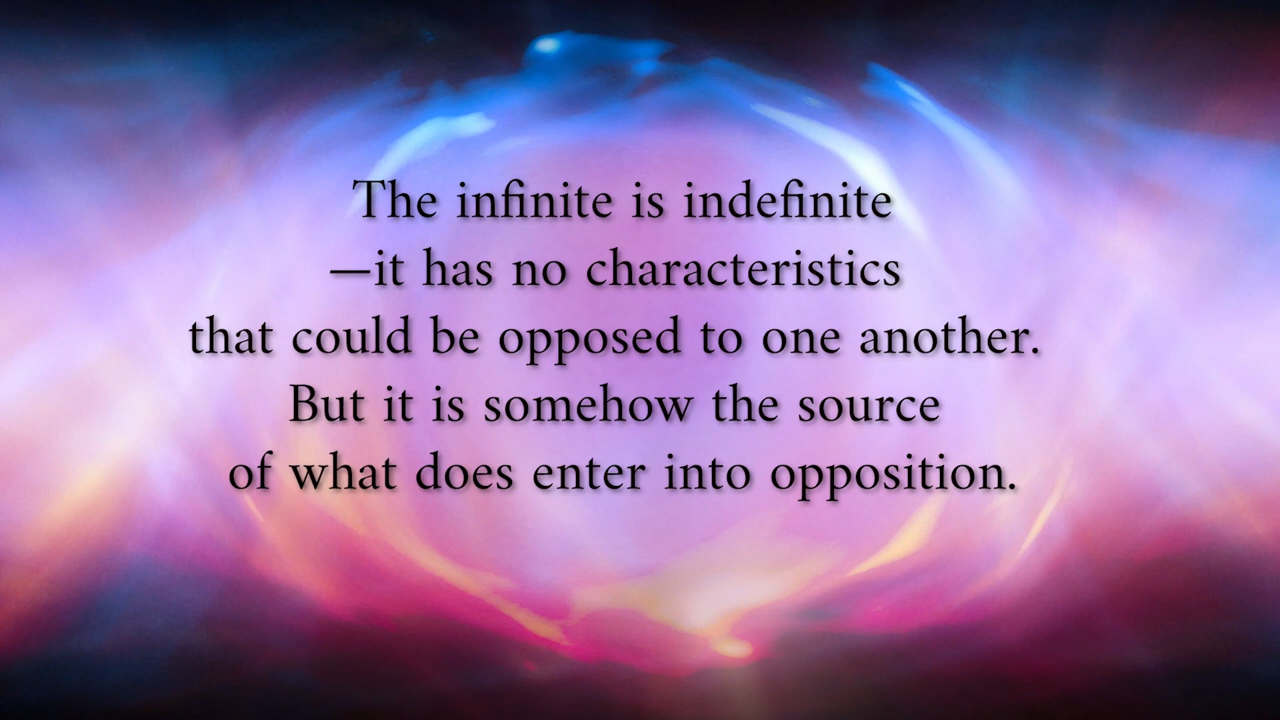 The infinite is indefinite
—it has no characteristics
that could be opposed to one another.
But it is somehow the source
of what does enter into opposition.